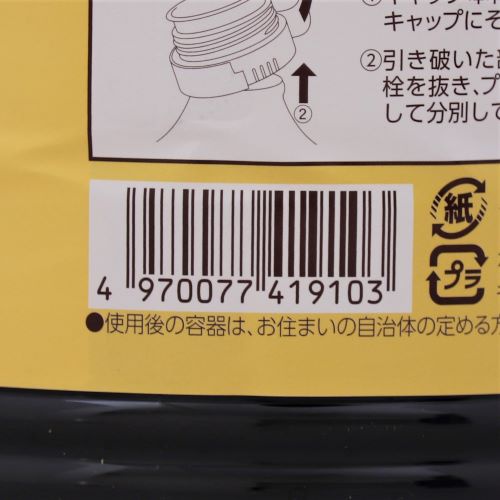 キャップにそ
②引き破いた
栓を抜き、プ
して分別して
②
紙
プラ
4 970077 419103
●使用後の容器は、お住まいの自治体の定める方